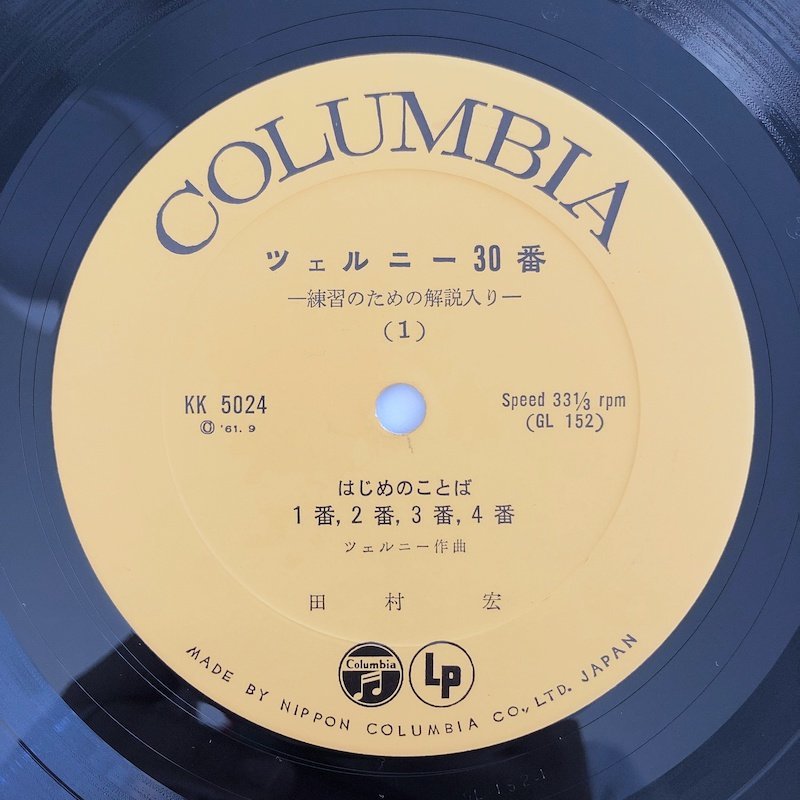 COLUMBIA
ツェルニー30番
―練習のための解説入り―
(1)
KK 5024
Ⓒ '61. 9
Speed 33 1/3 rpm
(GL 152)
はじめのことば
1番, 2番, 3番, 4番
ツェルニー作曲
田村宏
Columbia
LP
MADE BY NIPPON COLUMBIA CO., LTD. JAPAN